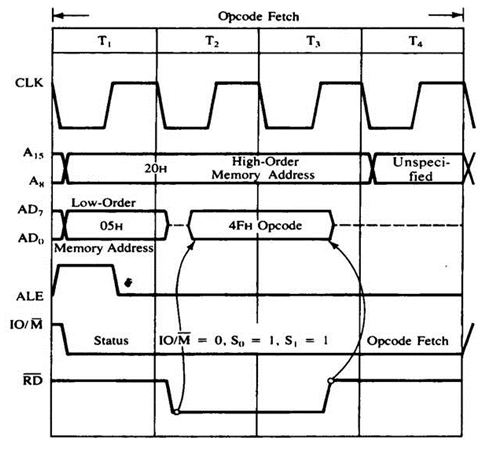 Opcode Fetch
T₁ T₂ T₃ T₄
CLK
A₁₅
High-Order Unspeci-
20H
Memory Address fied
A₈
Low-Order
AD₇
05H 4FH Opcode
AD₀
Memory Address
ALE
IO/M̅
Status IO/M̅ = 0, S₀ = 1, S₁ = 1 Opcode Fetch
R̅D̅